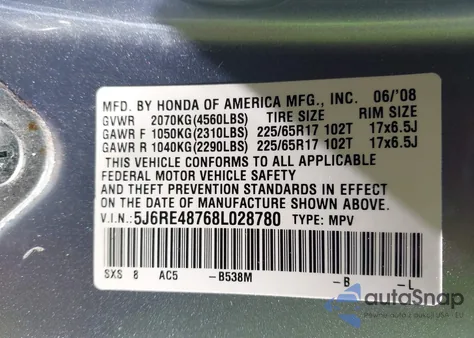 MFD. BY HONDA OF AMERICA MFG., INC. 06/'08
GVWR 2070KG(4560LBS) TIRE SIZE RIM SIZE
GAWR F 1050KG(2310LBS) 225/65R17 102T 17x6.5J
GAWR R 1040KG(2290LBS) 225/65R17 102T 17x6.5J
THIS VEHICLE CONFORMS TO ALL APPLICABLE
FEDERAL MOTOR VEHICLE SAFETY
AND BUMPER STANDARDS IN EFFECT
ON THE DATE OF MANUFACTURE
SHOWN ABOVE.
V.I.N.: 5J6RE48768L028780 TYPE: MPV
SXS 8 AC5 -B538M -B -L
autoSnap